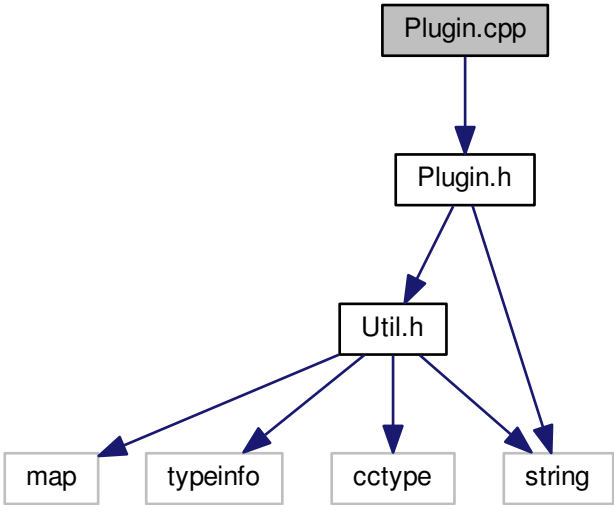 Plugin.cpp
Plugin.h
Util.h
map
typeinfo
cctype
string